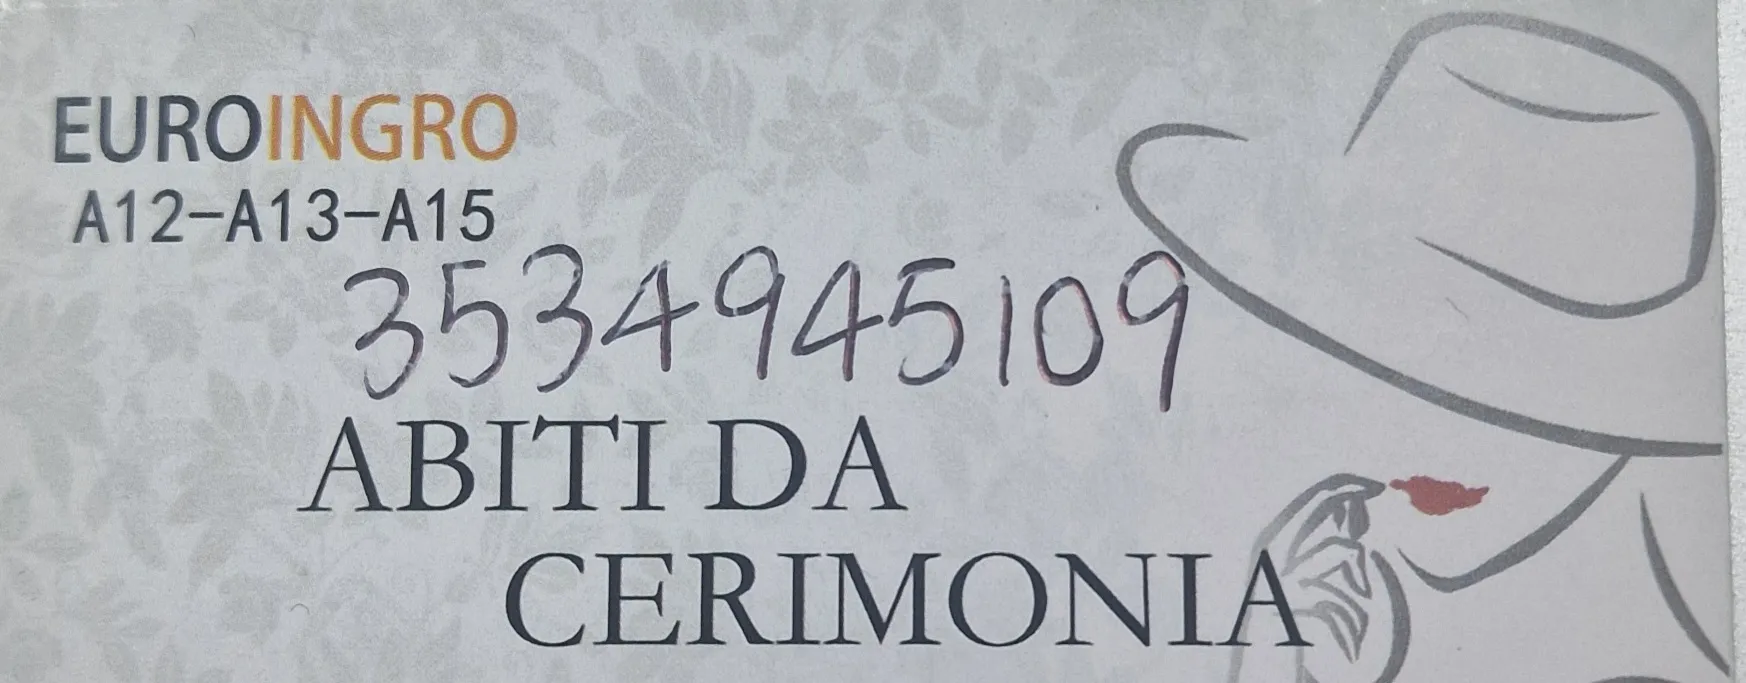 EUROINGRO
A12-A13-A15
3534945109
ABITI DA
CERIMONIA